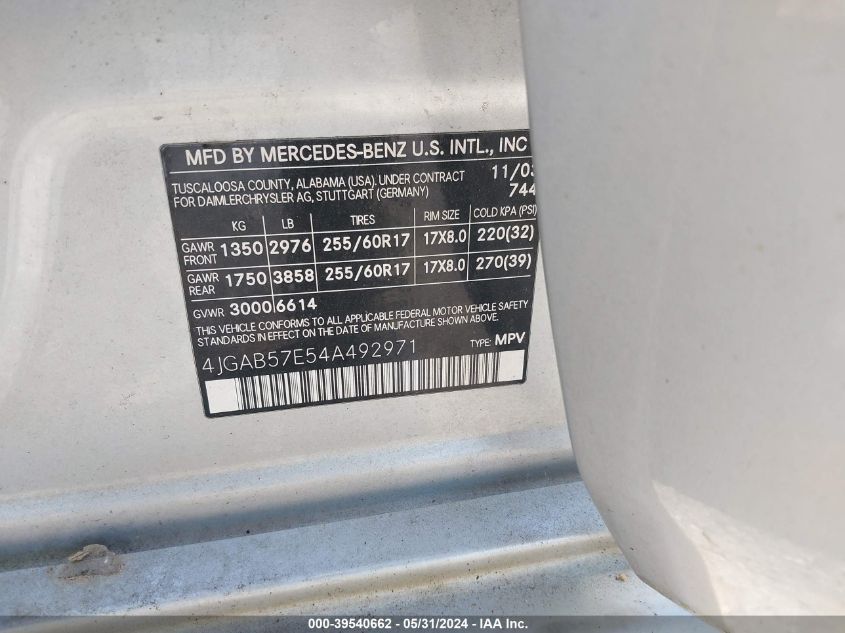 MFD BY MERCEDES-BENZ U.S. INTL., INC
TUSCALOOSA COUNTY, ALABAMA (USA). UNDER CONTRACT 11/03
FOR DAIMLERCHRYSLER AG, STUTTGART (GERMANY) 744
KG LB TIRES RIM SIZE COLD KPA (PSI)
GAWR FRONT 1350 2976 255/60R17 17X8.0 220(32)
GAWR REAR 1750 3858 255/60R17 17X8.0 270(39)
GVWR 3000 6614
THIS VEHICLE CONFORMS TO ALL APPLICABLE FEDERAL MOTOR VEHICLE SAFETY
STANDARDS IN EFFECT ON THE DATE OF MANUFACTURE SHOWN ABOVE.
4JGAB57E54A492971 TYPE: MPV
000-39540662 - 05/31/2024 - IAA Inc.